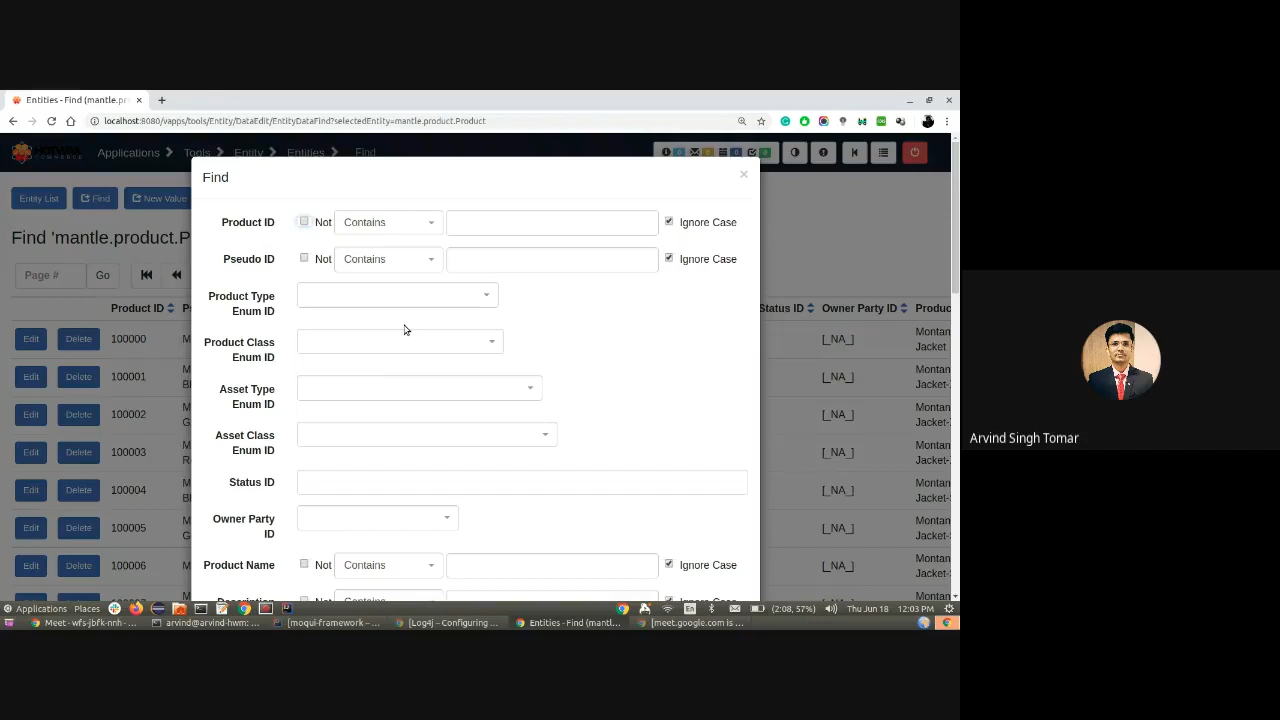 Entities - Find (mantle.pr
localhost:8080/vapps/tools/Entity/DataEdit/EntityDataFind?selectedEntity=mantle.product.Product
Applications Tools Entity Entities Find
Entity List Find New Value
Find 'mantle.product.P
Page # Go
Product ID
Status ID Owner Party ID Produc
Edit Delete 100000 [_NA_] Montan
Jacket
Edit Delete 100001 [_NA_] Montan
Jacket-
Edit Delete 100002 [_NA_] Montan
Jacket-
Edit Delete 100003 [_NA_] Montan
Jacket-
Edit Delete 100004 [_NA_] Montan
Jacket-
Edit Delete 100005 [_NA_] Montan
Jacket-
Edit Delete 100006 [_NA_] Montan
Find ×
Product ID Not Contains Ignore Case
Pseudo ID Not Contains Ignore Case
Product Type
Enum ID
Product Class
Enum ID
Asset Type
Enum ID
Asset Class
Enum ID
Status ID
Owner Party
ID
Product Name Not Contains Ignore Case
Applications Places En (2:08, 57%) Thu Jun 18 12:03 PM
Meet - wfs-jbfk-nnh - ... arvind@arvind-hwm: ... [moqui-framework – ... [Log4j – Configuring ... Entities - Find (mantl... [meet.google.com is ...
Arvind Singh Tomar